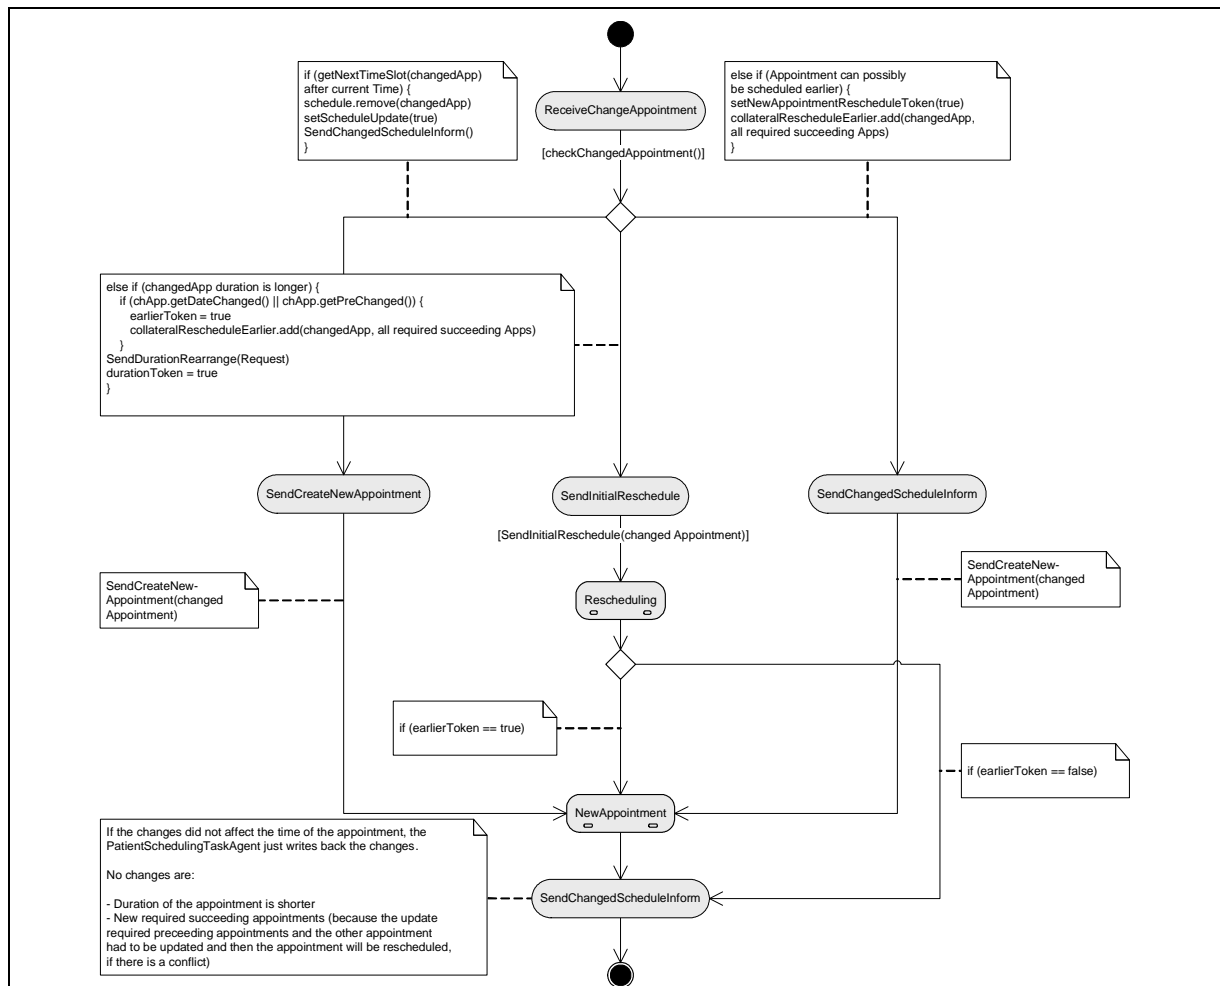 if (getNextTimeSlot(changedApp)
after current Time) {
schedule.remove(changedApp)
setScheduleUpdate(true)
SendChangedScheduleInform()
}
ReceiveChangeAppointment
[checkChangedAppointment()]
else if (Appointment can possibly
be scheduled earlier) {
setNewAppointmentRescheduleToken(true)
collateralRescheduleEarlier.add(changedApp,
all required succeeding Apps)
}
else if (changedApp duration is longer) {
if (chApp.getDateChanged() || chApp.getPreChanged()) {
earlierToken = true
collateralRescheduleEarlier.add(changedApp, all required succeeding Apps)
}
SendDurationRearrange(Request)
durationToken = true
}
SendCreateNewAppointment
SendInitialReschedule
SendChangedScheduleInform
[SendInitialReschedule(changed Appointment)]
SendCreateNew-
Appointment(changed
Appointment)
Rescheduling
SendCreateNew-
Appointment(changed
Appointment)
if (earlierToken == true)
if (earlierToken == false)
NewAppointment
If the changes did not affect the time of the appointment, the
PatientSchedulingTaskAgent just writes back the changes.
No changes are:
- Duration of the appointment is shorter
- New required succeeding appointments (because the update
required preceeding appointments and the other appointment
had to be updated and then the appointment will be rescheduled,
if there is a conflict)
SendChangedScheduleInform